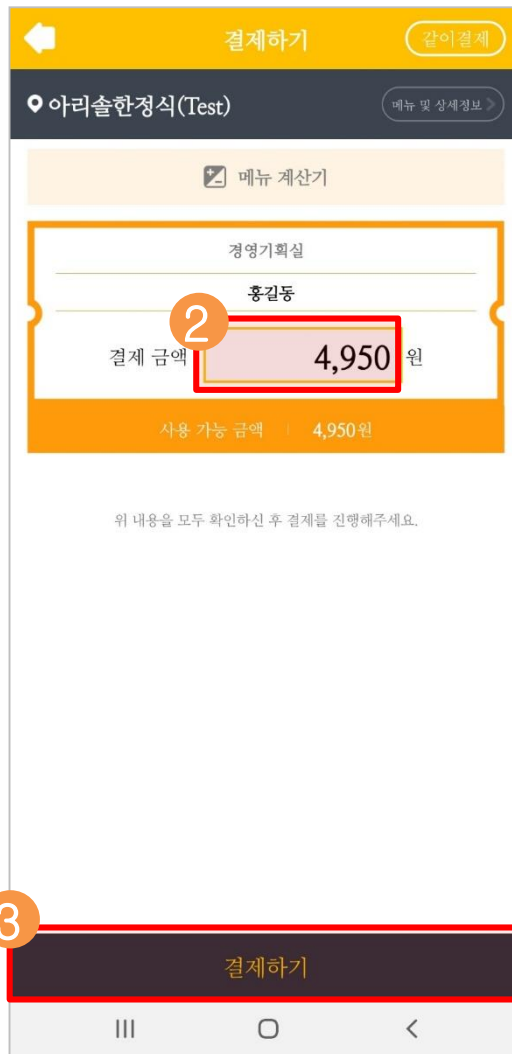 결제하기 같이결제
아리솔한정식(Test) 메뉴 및 상세정보
메뉴 계산기
경영기획실
홍길동
2
결제 금액 4,950 원
사용 가능 금액 | 4,950원
위 내용을 모두 확인하신 후 결제를 진행해주세요.
3
결제하기